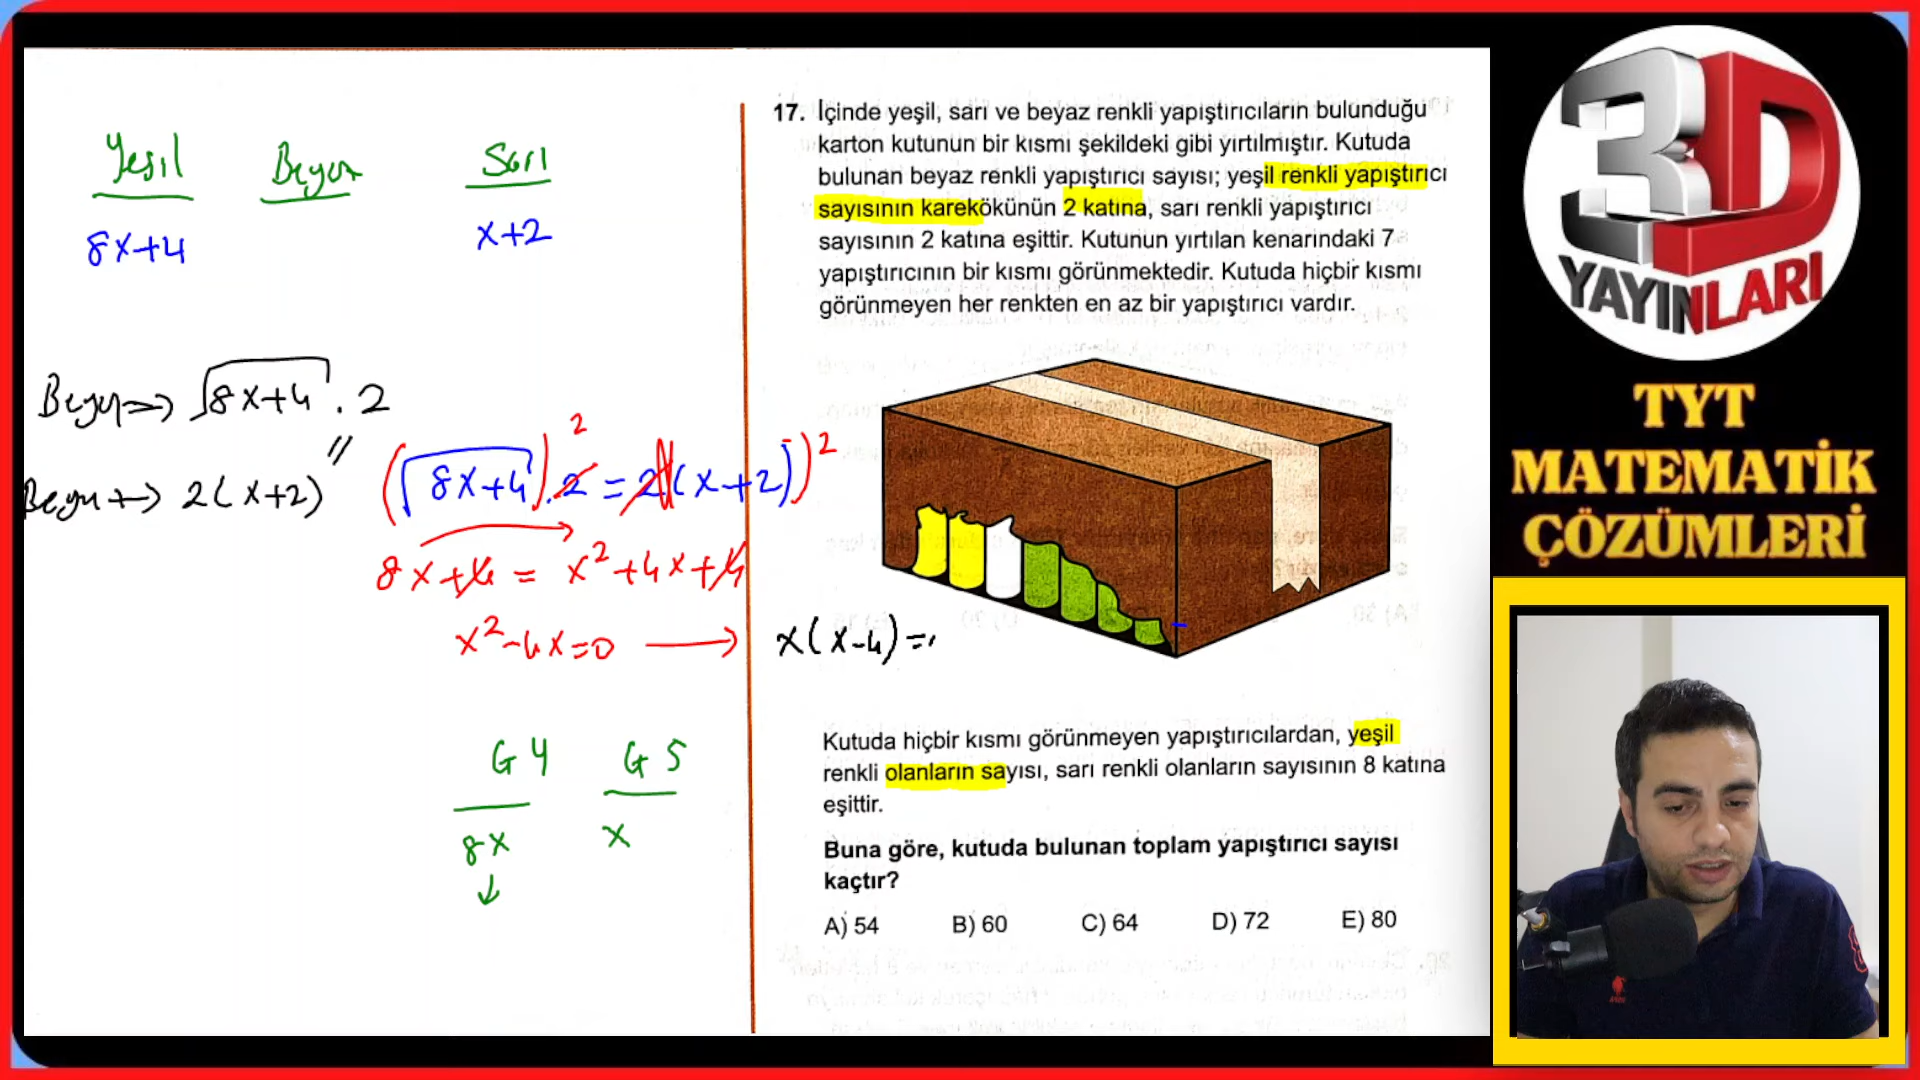 Yeşil Beyaz Sarı
8x+4 x+2
Beyaz → √8x+4 . 2
Beyaz → 2(x+2)
(√8x+4 . 2)² = (2(x+2))²
8x+4 = x²+4x+4
x²-4x=0 → x(x-4)=
G 4 G 5
8x x
17. İçinde yeşil, sarı ve beyaz renkli yapıştırıcıların bulunduğu
karton kutunun bir kısmı şekildeki gibi yırtılmıştır. Kutuda
bulunan beyaz renkli yapıştırıcı sayısı; yeşil renkli yapıştırıcı
sayısının karekökünün 2 katına, sarı renkli yapıştırıcı
sayısının 2 katına eşittir. Kutunun yırtılan kenarındaki 7
yapıştırıcının bir kısmı görünmektedir. Kutuda hiçbir kısmı
görünmeyen her renkten en az bir yapıştırıcı vardır.
Kutuda hiçbir kısmı görünmeyen yapıştırıcılardan, yeşil
renkli olanların sayısı, sarı renkli olanların sayısının 8 katına
eşittir.
Buna göre, kutuda bulunan toplam yapıştırıcı sayısı
kaçtır?
A) 54 B) 60 C) 64 D) 72 E) 80
3D
YAYINLARI
TYT
MATEMATİK
ÇÖZÜMLERİ